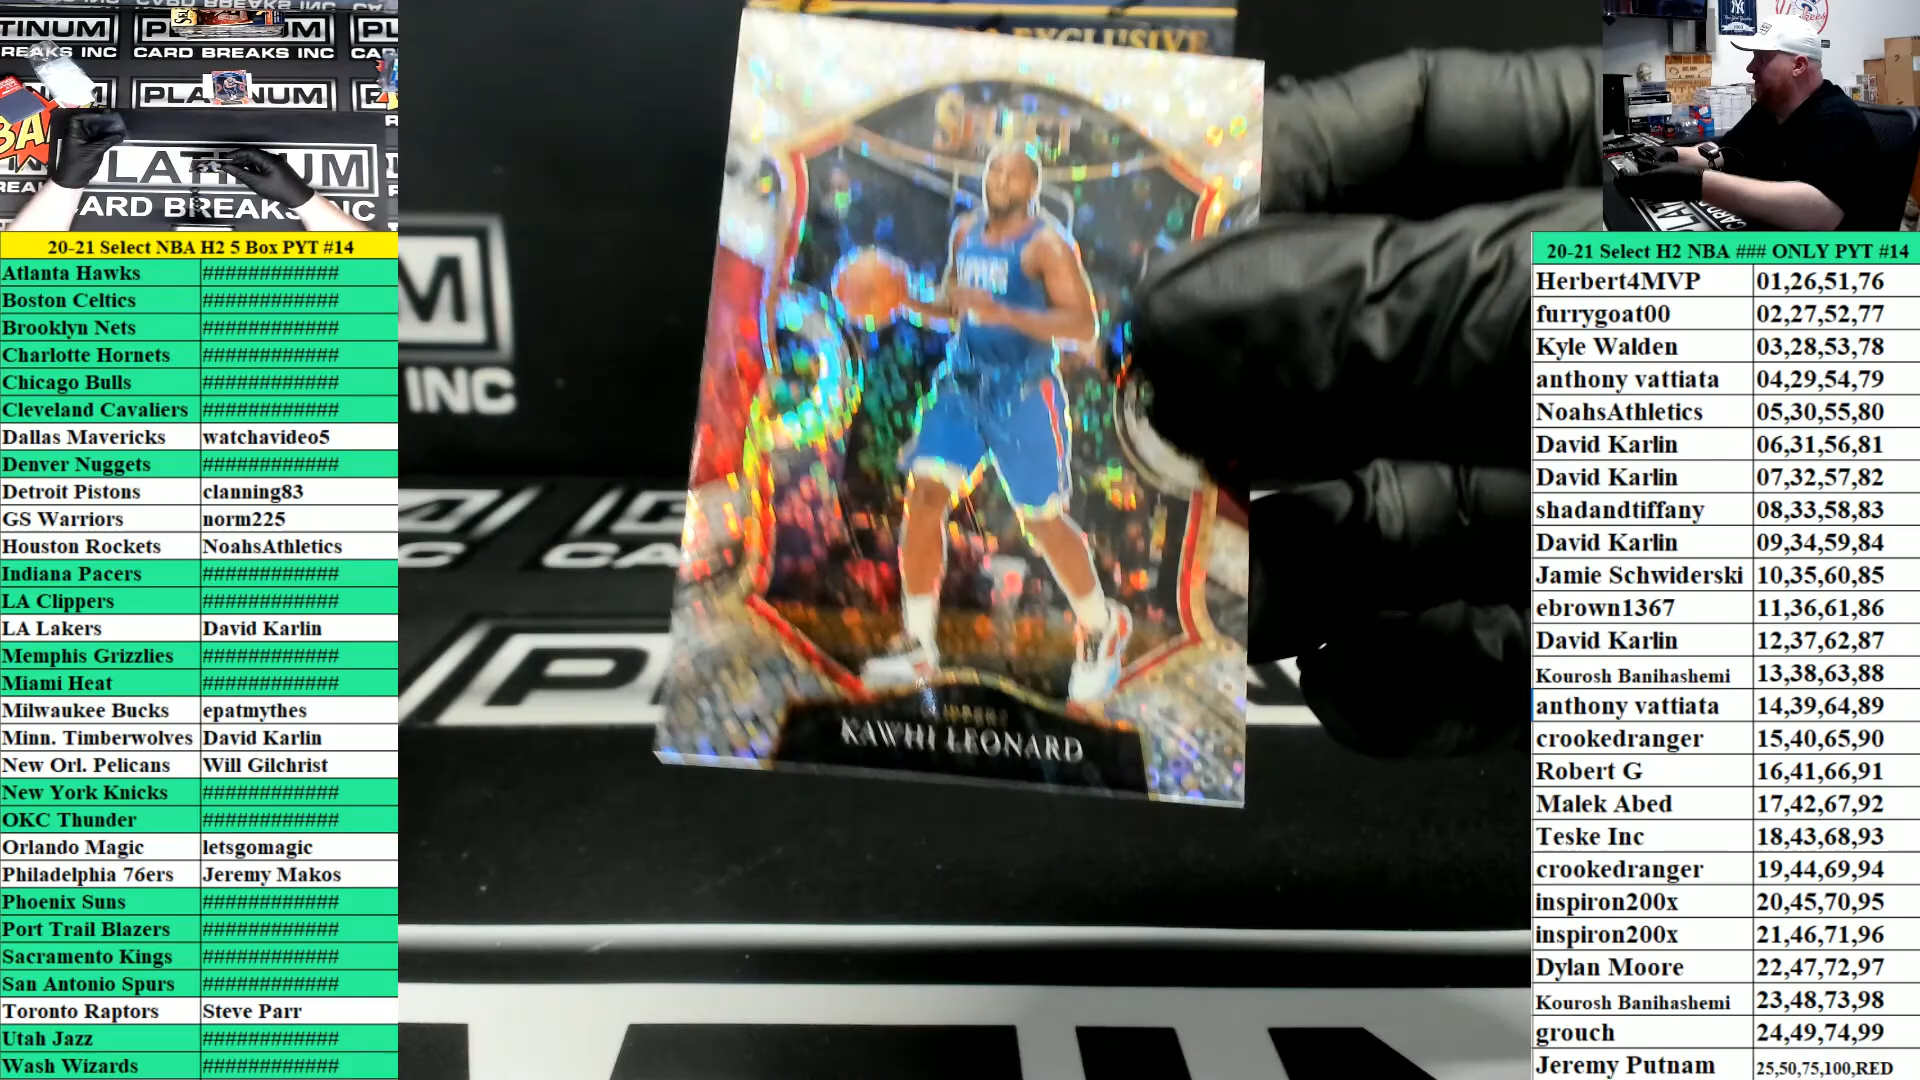 TINUM
REAKS INC
CARD BREAKS INC
PLATINUM
PLATINUM
CARD BREAKS INC
20-21 Select NBA H2 5 Box PYT #14
Atlanta Hawks ############
Boston Celtics ############
Brooklyn Nets ############
Charlotte Hornets ############
Chicago Bulls ############
Cleveland Cavaliers ############
Dallas Mavericks watchavideo5
Denver Nuggets ############
Detroit Pistons clanning83
GS Warriors norm225
Houston Rockets NoahsAthletics
Indiana Pacers ############
LA Clippers ############
LA Lakers David Karlin
Memphis Grizzlies ############
Miami Heat ############
Milwaukee Bucks epatmythes
Minn. Timberwolves David Karlin
New Orl. Pelicans Will Gilchrist
New York Knicks ############
OKC Thunder ############
Orlando Magic letsgomagic
Philadelphia 76ers Jeremy Makos
Phoenix Suns ############
Port Trail Blazers ############
Sacramento Kings ############
San Antonio Spurs ############
Toronto Raptors Steve Parr
Utah Jazz ############
Wash Wizards ############
EXCLUSIVE
SELECT
KAWHI LEONARD
M
INC
20-21 Select H2 NBA ### ONLY PYT #14
Herbert4MVP 01,26,51,76
furrygoat00 02,27,52,77
Kyle Walden 03,28,53,78
anthony vattiata 04,29,54,79
NoahsAthletics 05,30,55,80
David Karlin 06,31,56,81
David Karlin 07,32,57,82
shadandtiffany 08,33,58,83
David Karlin 09,34,59,84
Jamie Schwiderski 10,35,60,85
ebrown1367 11,36,61,86
David Karlin 12,37,62,87
Kourosh Banihashemi 13,38,63,88
anthony vattiata 14,39,64,89
crookedranger 15,40,65,90
Robert G 16,41,66,91
Malek Abed 17,42,67,92
Teske Inc 18,43,68,93
crookedranger 19,44,69,94
inspiron200x 20,45,70,95
inspiron200x 21,46,71,96
Dylan Moore 22,47,72,97
Kourosh Banihashemi 23,48,73,98
grouch 24,49,74,99
Jeremy Putnam 25,50,75,100,RED